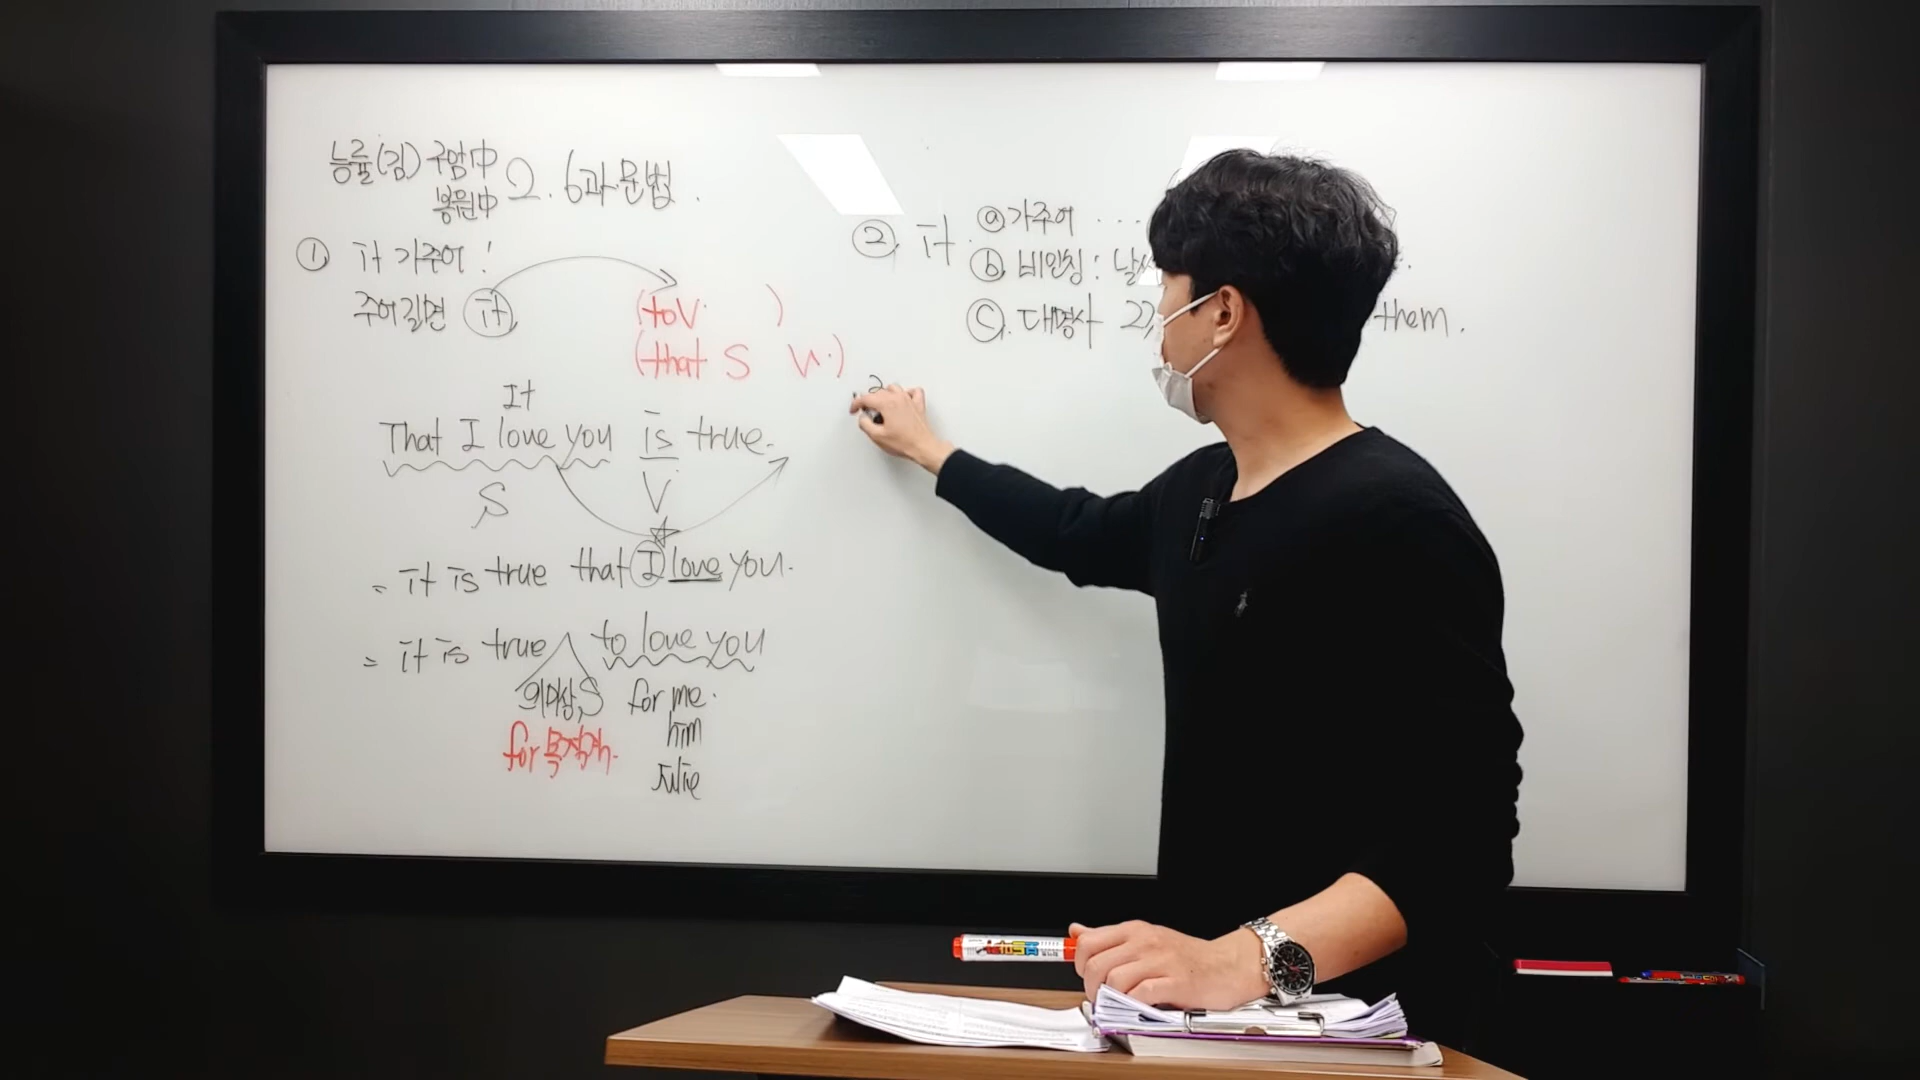 능률(김) 구암中 2. 6과 문법.
봉원中
① it 가주어!
주어 길면 it
(to V. )
(that S V.)
It
That I love you is true.
S V
= it is true that I love you.
= it is true to love you
의미상 S for me.
for 목적격. him
② it ⓐ 가주어 ...
ⓑ 비인칭:
ⓒ. 대명사 them.